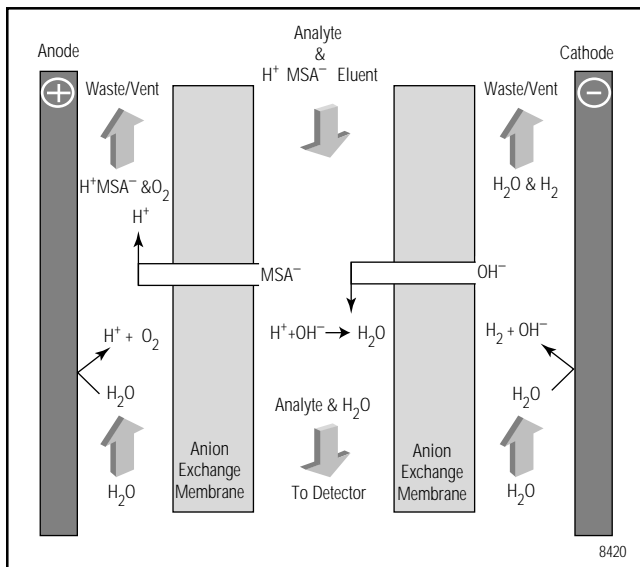 Anode
Analyte
&
H⁺ MSA⁻ Eluent
Cathode
+
Waste/Vent
Waste/Vent
−
H⁺MSA⁻ & O₂
H₂O & H₂
H⁺
MSA⁻
OH⁻
H⁺ + O₂
H⁺+OH⁻ → H₂O
H₂ + OH⁻
H₂O
H₂O
Analyte & H₂O
Anion
Exchange
Membrane
Anion
Exchange
Membrane
H₂O
To Detector
H₂O
8420